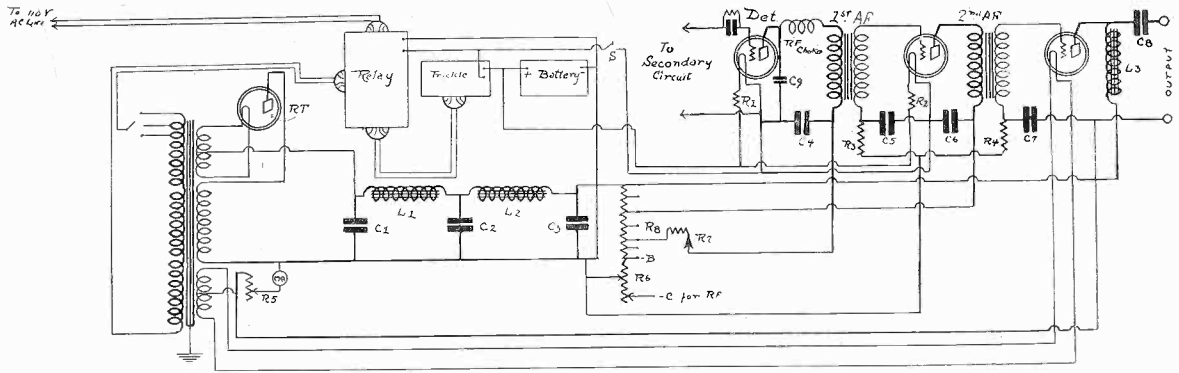 To 110V
AC Line
Relay
Trickle
+ Battery -
S
RT
To
Secondary
Circuit
Det.
RF
Choke
1st AF
2nd AF
C8
L3
OUTPUT
R1
C9
C4
R3
C5
R2
C6
R4
C7
L1
L2
C1
C2
C3
R8
R7
-B
R6
-C for RF
MA
R5